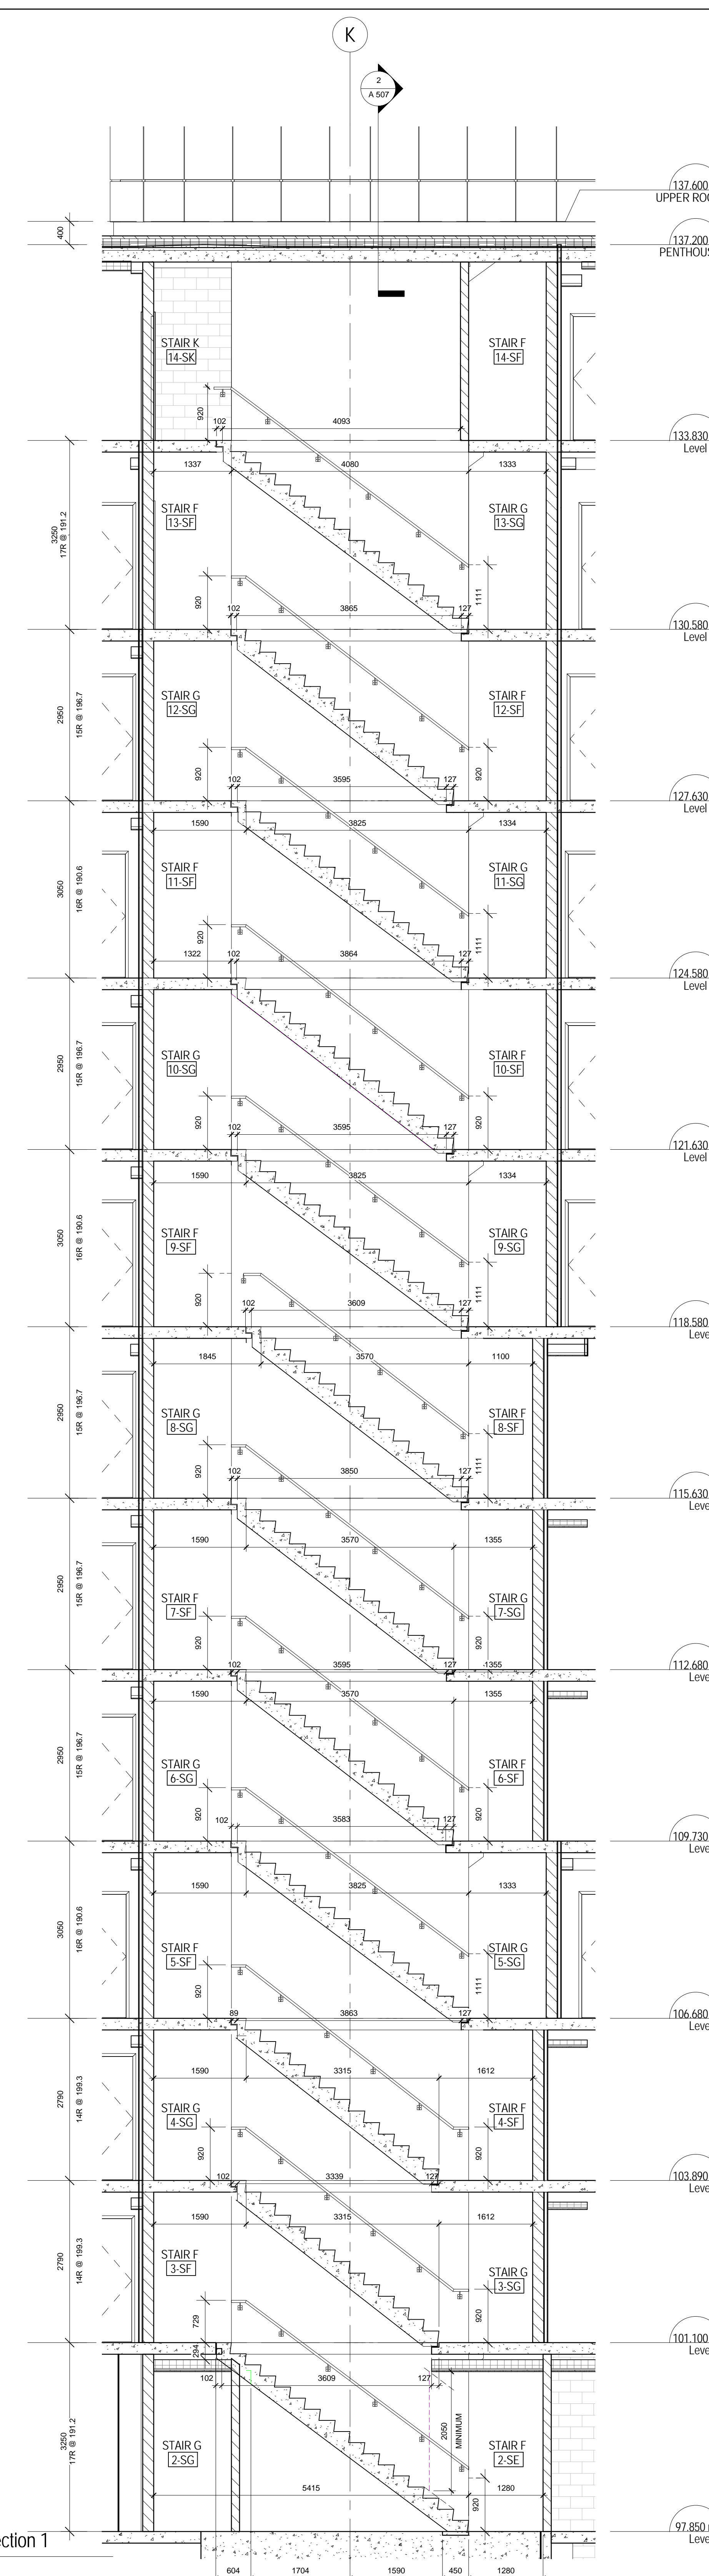 K
2
A 507
137.600
UPPER ROO
400
137.200
PENTHOUS
STAIR K
14-SK
STAIR F
14-SF
920
102
4093
133.830
Level
1337
4080
1333
3250
17R @ 191.2
STAIR F
13-SF
STAIR G
13-SG
920
1111
102
3865
127
130.580
Level
2950
15R @ 196.7
STAIR G
12-SG
STAIR F
12-SF
920
920
102
3595
127
127.630
Level
1590
3825
1334
3050
16R @ 190.6
STAIR F
11-SF
STAIR G
11-SG
920
1111
1322
102
3864
127
124.580
Level
2950
15R @ 196.7
STAIR G
10-SG
STAIR F
10-SF
920
920
102
3595
127
121.630
Level
1590
3825
1334
3050
16R @ 190.6
STAIR F
9-SF
STAIR G
9-SG
920
1111
102
3609
127
118.580
Leve
1845
3570
1100
2950
15R @ 196.7
STAIR G
8-SG
STAIR F
8-SF
920
1111
102
3850
127
115.630
Leve
1590
3570
1355
2950
15R @ 196.7
STAIR F
7-SF
STAIR G
7-SG
920
920
102
3595
127
1355
112.680
Leve
1590
3570
1355
2950
15R @ 196.7
STAIR G
6-SG
STAIR F
6-SF
920
920
102
3583
127
109.730
Leve
1590
3825
1333
3050
16R @ 190.6
STAIR F
5-SF
STAIR G
5-SG
920
1111
89
3863
127
106.680
Leve
1590
3315
1612
2790
14R @ 199.3
STAIR G
4-SG
STAIR F
4-SF
920
920
102
3339
127
103.890
Leve
1590
3315
1612
2790
14R @ 199.3
STAIR F
3-SF
STAIR G
3-SG
729
920
101.100
Leve
294
102
3609
127
2050
MINIMUM
3250
17R @ 191.2
STAIR G
2-SG
STAIR F
2-SE
5415
1280
920
97.850
Leve
ection 1
604
1704
1590
450
1280